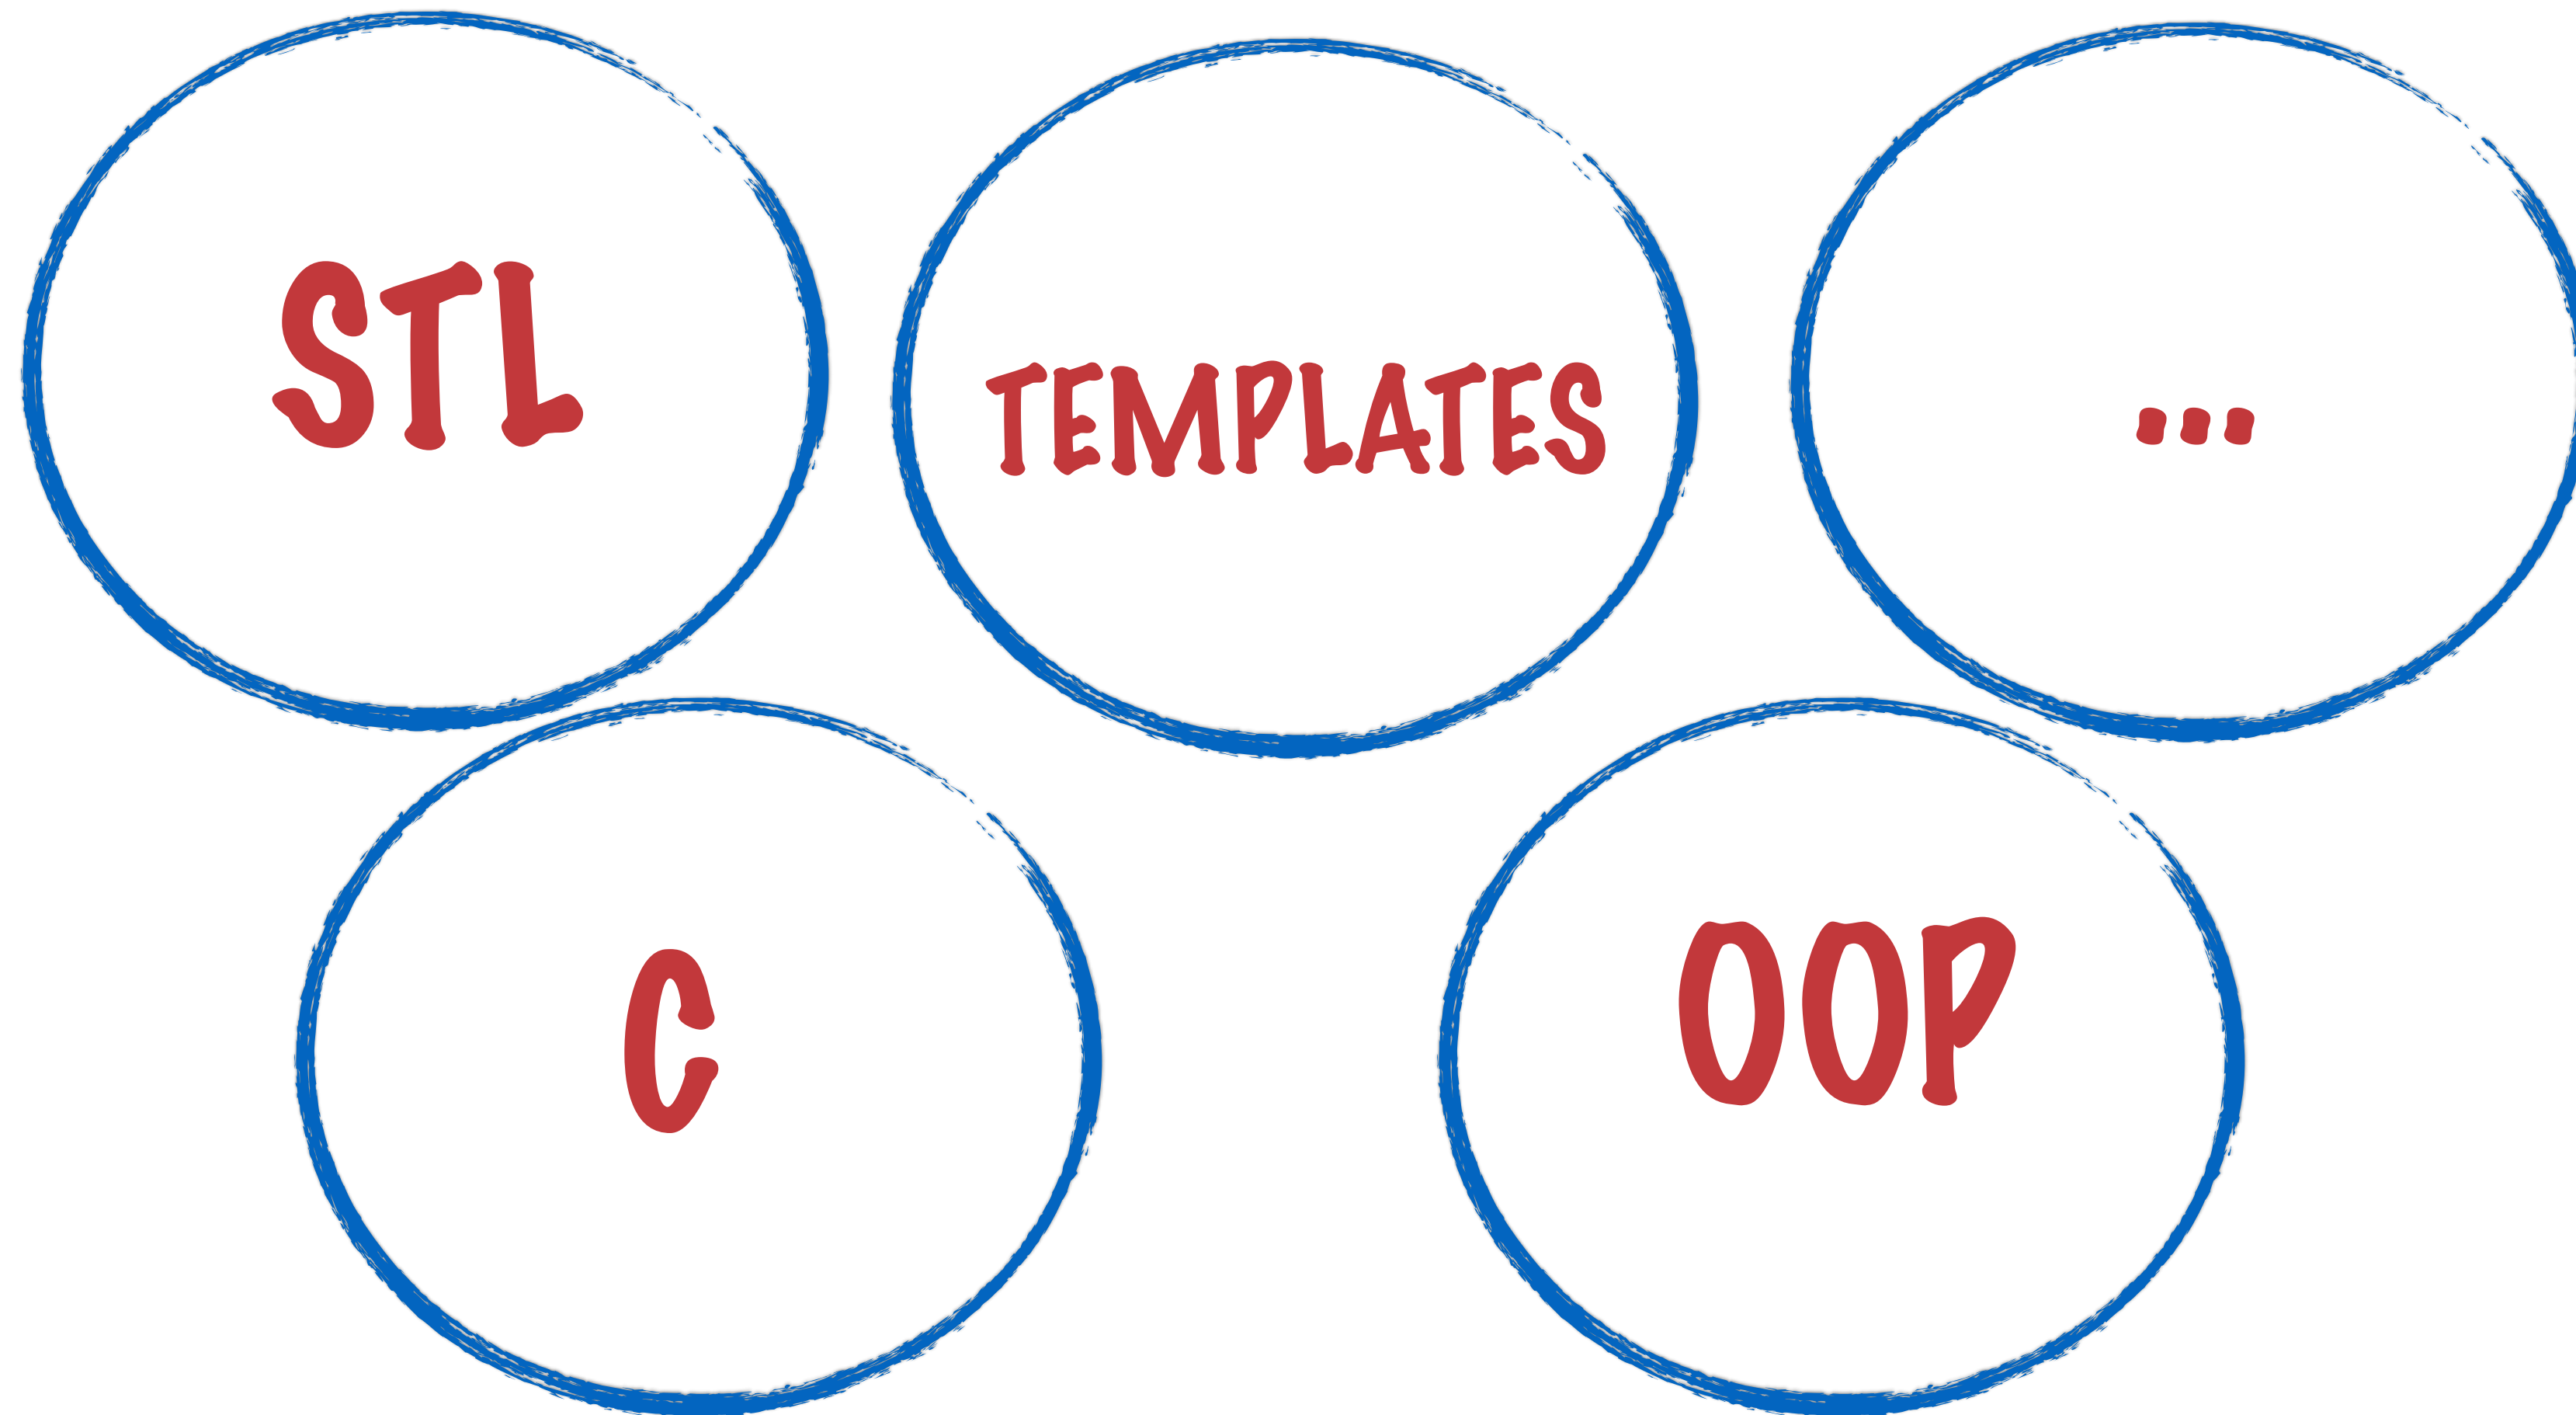 STL
TEMPLATES
...
C
OOP